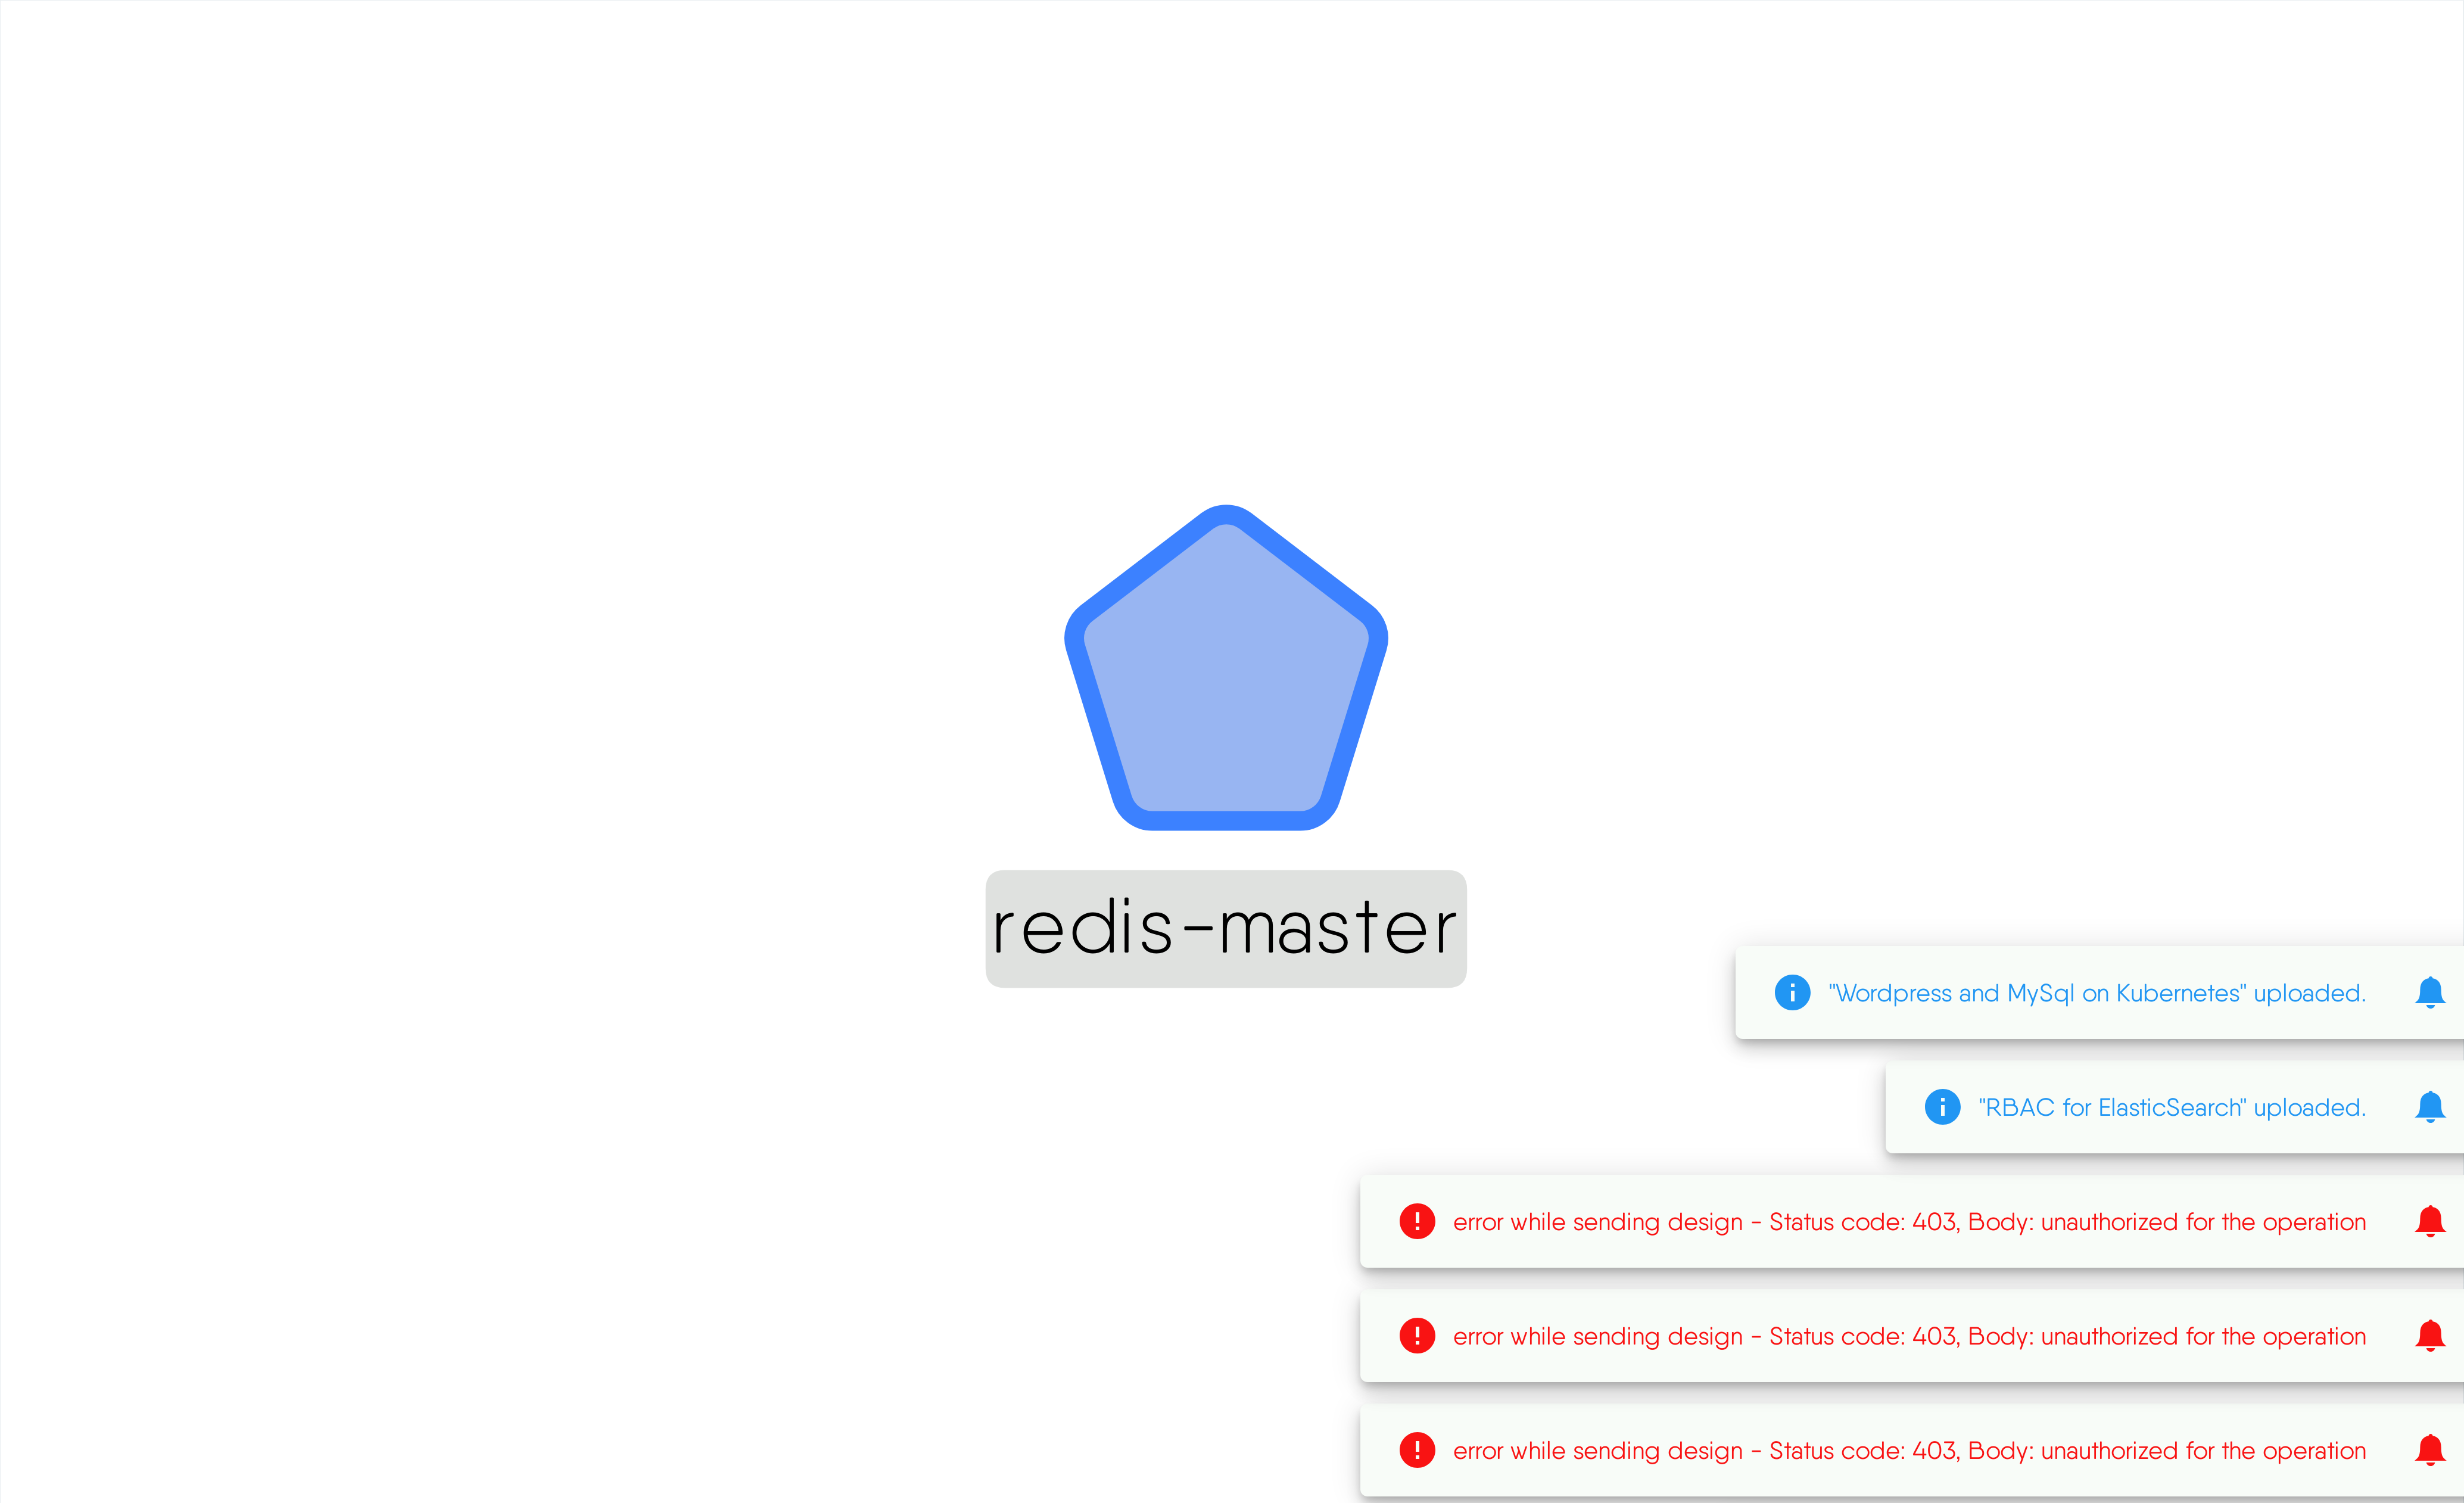 redis-master
"Wordpress and MySql on Kubernetes" uploaded.
"RBAC for ElasticSearch" uploaded.
error while sending design - Status code: 403, Body: unauthorized for the operation
error while sending design - Status code: 403, Body: unauthorized for the operation
error while sending design - Status code: 403, Body: unauthorized for the operation